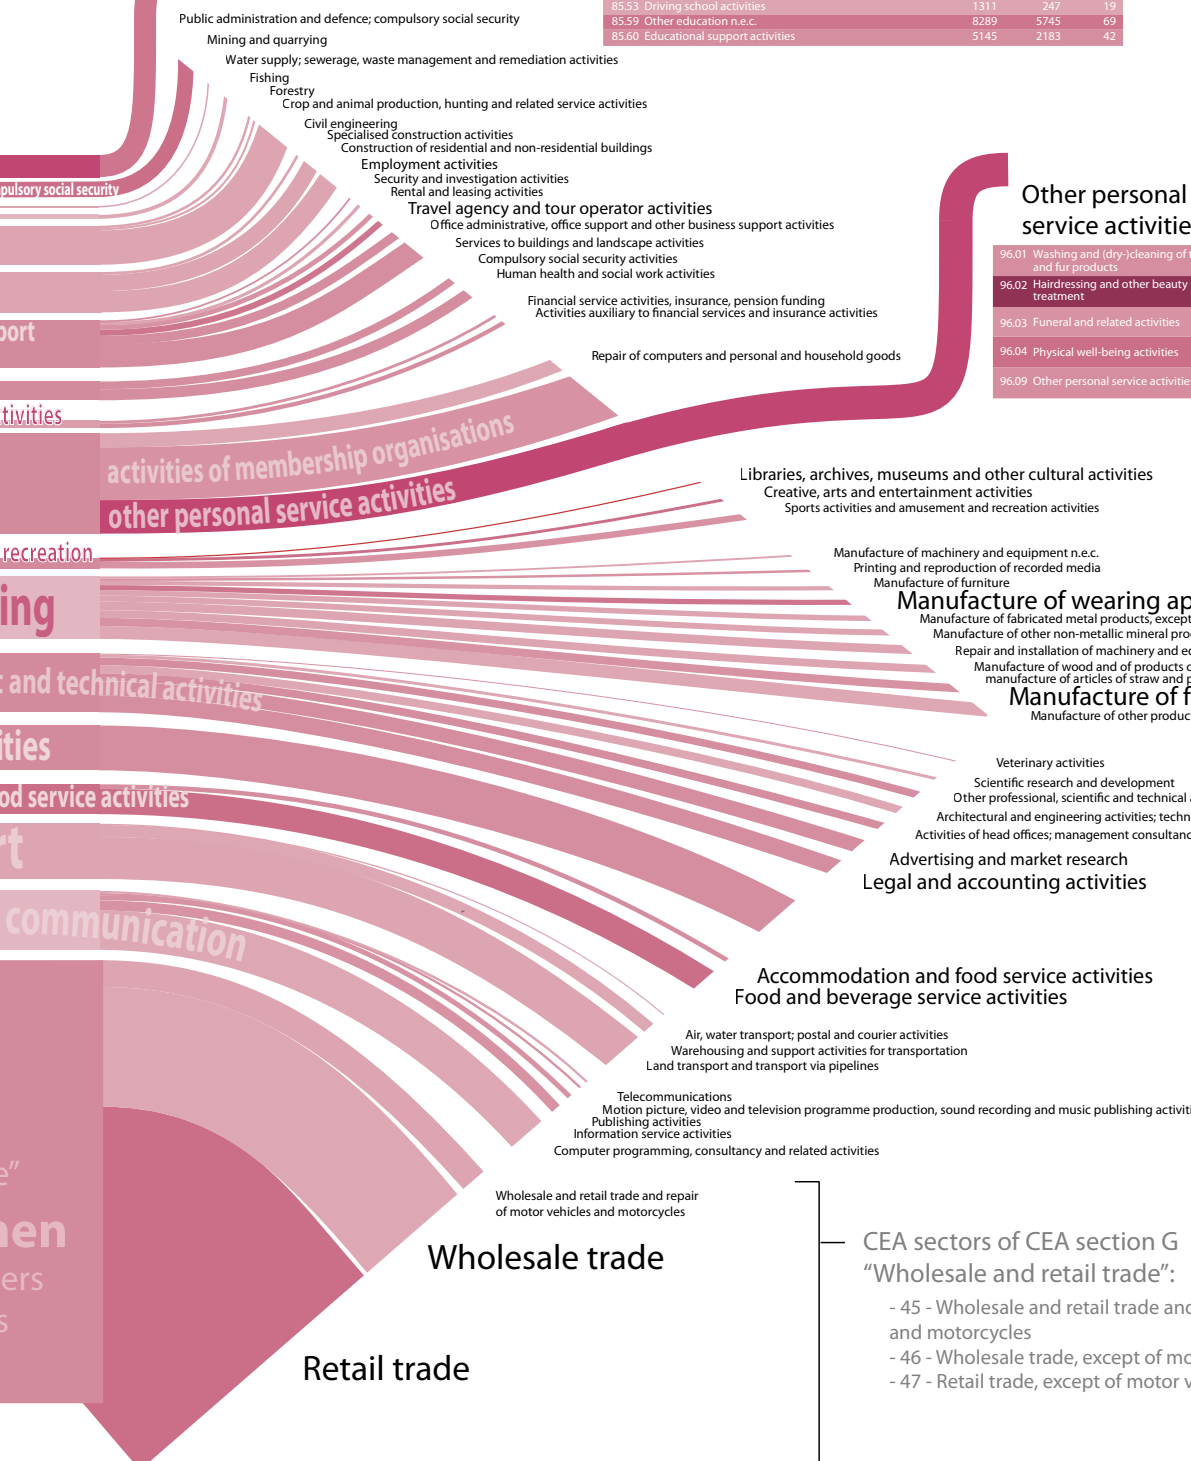 85.53 Driving school activities 1311 247 19
85.59 Other education n.e.c. 8289 5745 69
85.60 Educational support activities 5145 2183 42
Public administration and defence; compulsory social security
Mining and quarrying
Water supply; sewerage, waste management and remediation activities
Fishing
Forestry
Crop and animal production, hunting and related service activities
Civil engineering
Specialised construction activities
Construction of residential and non-residential buildings
Employment activities
Security and investigation activities
Rental and leasing activities
Travel agency and tour operator activities
Office administrative, office support and other business support activities
Services to buildings and landscape activities
Compulsory social security activities
Human health and social work activities
Financial service activities, insurance, pension funding
Activities auxiliary to financial services and insurance activities
Repair of computers and personal and household goods
Other personal
service activitie
96.01 Washing and (dry-)cleaning of t
and fur products
96.02 Hairdressing and other beauty
treatment
96.03 Funeral and related activities
96.04 Physical well-being activities
96.09 Other personal service activities
pulsory social security
port
tivities
activities of membership organisations
other personal service activities
recreation
ing
c and technical activities
ities
od service activities
rt
communication
e”
men
ers
s
Libraries, archives, museums and other cultural activities
Creative, arts and entertainment activities
Sports activities and amusement and recreation activities
Manufacture of machinery and equipment n.e.c.
Printing and reproduction of recorded media
Manufacture of furniture
Manufacture of wearing ap
Manufacture of fabricated metal products, except
Manufacture of other non-metallic mineral pro
Repair and installation of machinery and e
Manufacture of wood and of products o
manufacture of articles of straw and p
Manufacture of f
Manufacture of other product
Veterinary activities
Scientific research and development
Other professional, scientific and technical a
Architectural and engineering activities; techn
Activities of head offices; management consultanc
Advertising and market research
Legal and accounting activities
Accommodation and food service activities
Food and beverage service activities
Air, water transport; postal and courier activities
Warehousing and support activities for transportation
Land transport and transport via pipelines
Telecommunications
Motion picture, video and television programme production, sound recording and music publishing activiti
Publishing activities
Information service activities
Computer programming, consultancy and related activities
Wholesale and retail trade and repair
of motor vehicles and motorcycles
Wholesale trade
Retail trade
CEA sectors of CEA section G
“Wholesale and retail trade”:
- 45 - Wholesale and retail trade and
and motorcycles
- 46 - Wholesale trade, except of mo
- 47 - Retail trade, except of motor v